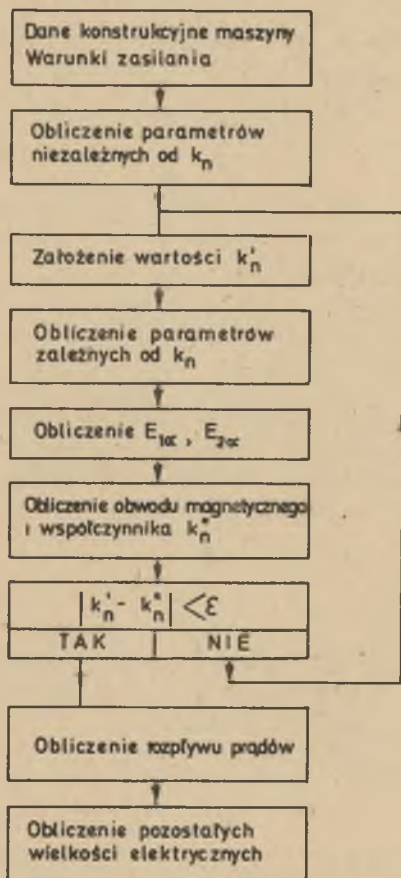 Dane konstrukcyjne maszyny
Warunki zasilania
Obliczenie parametrów
niezależnych od kₙ
Założenie wartości k'ₙ
Obliczenie parametrów
zależnych od kₙ
Obliczenie E₁α , E₂α
Obliczenie obwodu magnetycznego
i współczynnika k"ₙ
|k'ₙ - k"ₙ| < ε
TAK | NIE
Obliczenie rozpływu prądów
Obliczenie pozostałych
wielkości elektrycznych